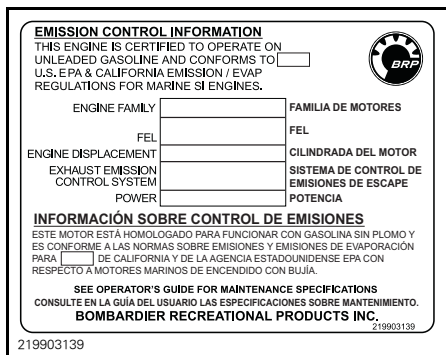 EMISSION CONTROL INFORMATION
THIS ENGINE IS CERTIFIED TO OPERATE ON
UNLEADED GASOLINE AND CONFORMS TO
U.S. EPA & CALIFORNIA EMISSION / EVAP
REGULATIONS FOR MARINE SI ENGINES.
BRP
ENGINE FAMILY FAMILIA DE MOTORES
FEL FEL
ENGINE DISPLACEMENT CILINDRADA DEL MOTOR
EXHAUST EMISSION SISTEMA DE CONTROL DE
CONTROL SYSTEM EMISIONES DE ESCAPE
POWER POTENCIA
INFORMACIÓN SOBRE CONTROL DE EMISIONES
ESTE MOTOR ESTÁ HOMOLOGADO PARA FUNCIONAR CON GASOLINA SIN PLOMO Y
ES CONFORME A LAS NORMAS SOBRE EMISIONES Y EMISIONES DE EVAPORACIÓN
PARA DE CALIFORNIA Y DE LA AGENCIA ESTADOUNIDENSE EPA CON
RESPECTO A MOTORES MARINOS DE ENCENDIDO CON BUJÍA.
SEE OPERATOR'S GUIDE FOR MAINTENANCE SPECIFICATIONS
CONSULTE EN LA GUÍA DEL USUARIO LAS ESPECIFICACIONES SOBRE MANTENIMIENTO.
BOMBARDIER RECREATIONAL PRODUCTS INC.
219903139
219903139